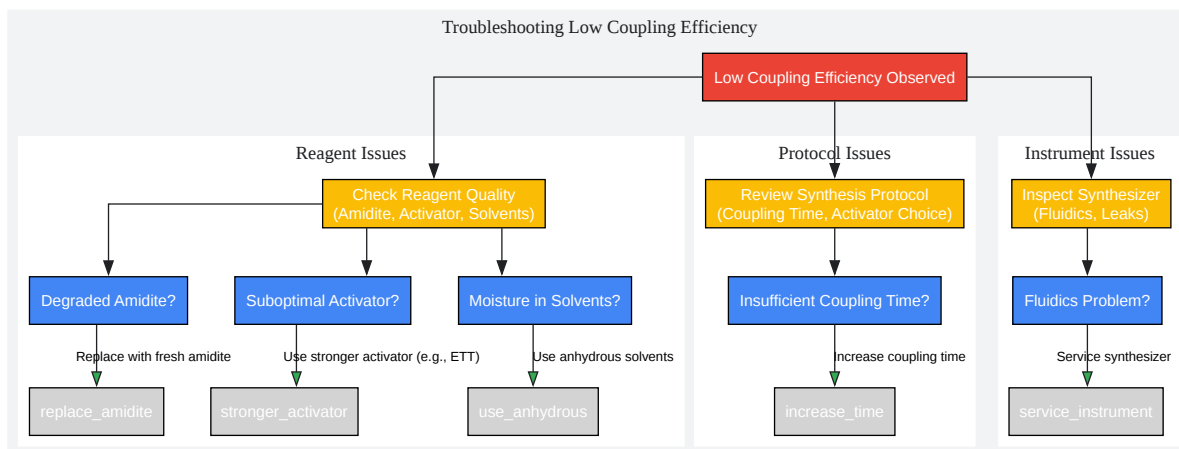 Troubleshooting Low Coupling Efficiency
Low Coupling Efficiency Observed
Reagent Issues
Protocol Issues
Instrument Issues
Check Reagent Quality
(Amidite, Activator, Solvents)
Review Synthesis Protocol
(Coupling Time, Activator Choice)
Inspect Synthesizer
(Fluidics, Leaks)
Degraded Amidite?
Suboptimal Activator?
Moisture in Solvents?
Insufficient Coupling Time?
Fluidics Problem?
Replace with fresh amidite
Use stronger activator (e.g., ETT)
Use anhydrous solvents
Increase coupling time
Service synthesizer
replace_amidite
stronger_activator
use_anhydrous
increase_time
service_instrument